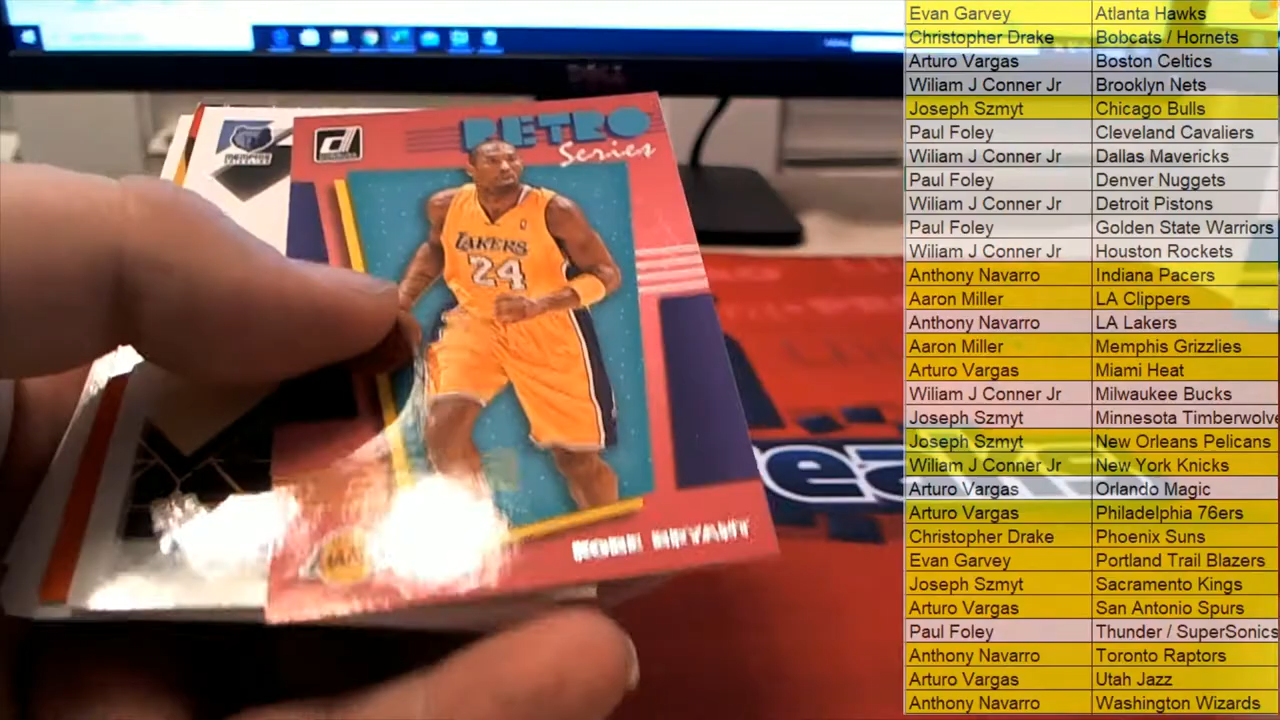 DELL
RETRO
Series
LAKERS
24
KOBE BRYANT
Evan Garvey Atlanta Hawks
Christopher Drake Bobcats / Hornets
Arturo Vargas Boston Celtics
Wiliam J Conner Jr Brooklyn Nets
Joseph Szmyt Chicago Bulls
Paul Foley Cleveland Cavaliers
Wiliam J Conner Jr Dallas Mavericks
Paul Foley Denver Nuggets
Wiliam J Conner Jr Detroit Pistons
Paul Foley Golden State Warriors
Wiliam J Conner Jr Houston Rockets
Anthony Navarro Indiana Pacers
Aaron Miller LA Clippers
Anthony Navarro LA Lakers
Aaron Miller Memphis Grizzlies
Arturo Vargas Miami Heat
Wiliam J Conner Jr Milwaukee Bucks
Joseph Szmyt Minnesota Timberwolve
Joseph Szmyt New Orleans Pelicans
Wiliam J Conner Jr New York Knicks
Arturo Vargas Orlando Magic
Arturo Vargas Philadelphia 76ers
Christopher Drake Phoenix Suns
Evan Garvey Portland Trail Blazers
Joseph Szmyt Sacramento Kings
Arturo Vargas San Antonio Spurs
Paul Foley Thunder / SuperSonics
Anthony Navarro Toronto Raptors
Arturo Vargas Utah Jazz
Anthony Navarro Washington Wizards